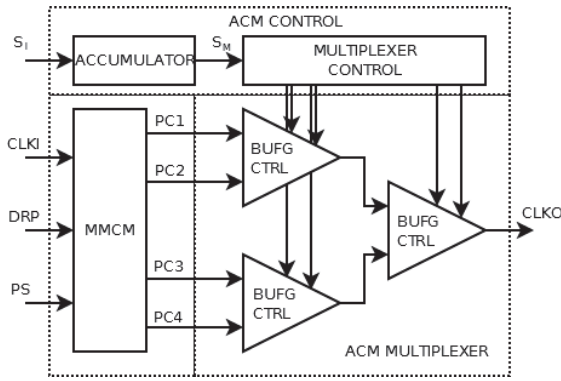 ACM CONTROL
S_I
ACCUMULATOR
S_M
MULTIPLEXER
CONTROL
PC1
CLKI
BUFG
CTRL
PC2
DRP
MMCM
BUFG
CTRL
CLKO
PC3
PS
BUFG
CTRL
PC4
ACM MULTIPLEXER